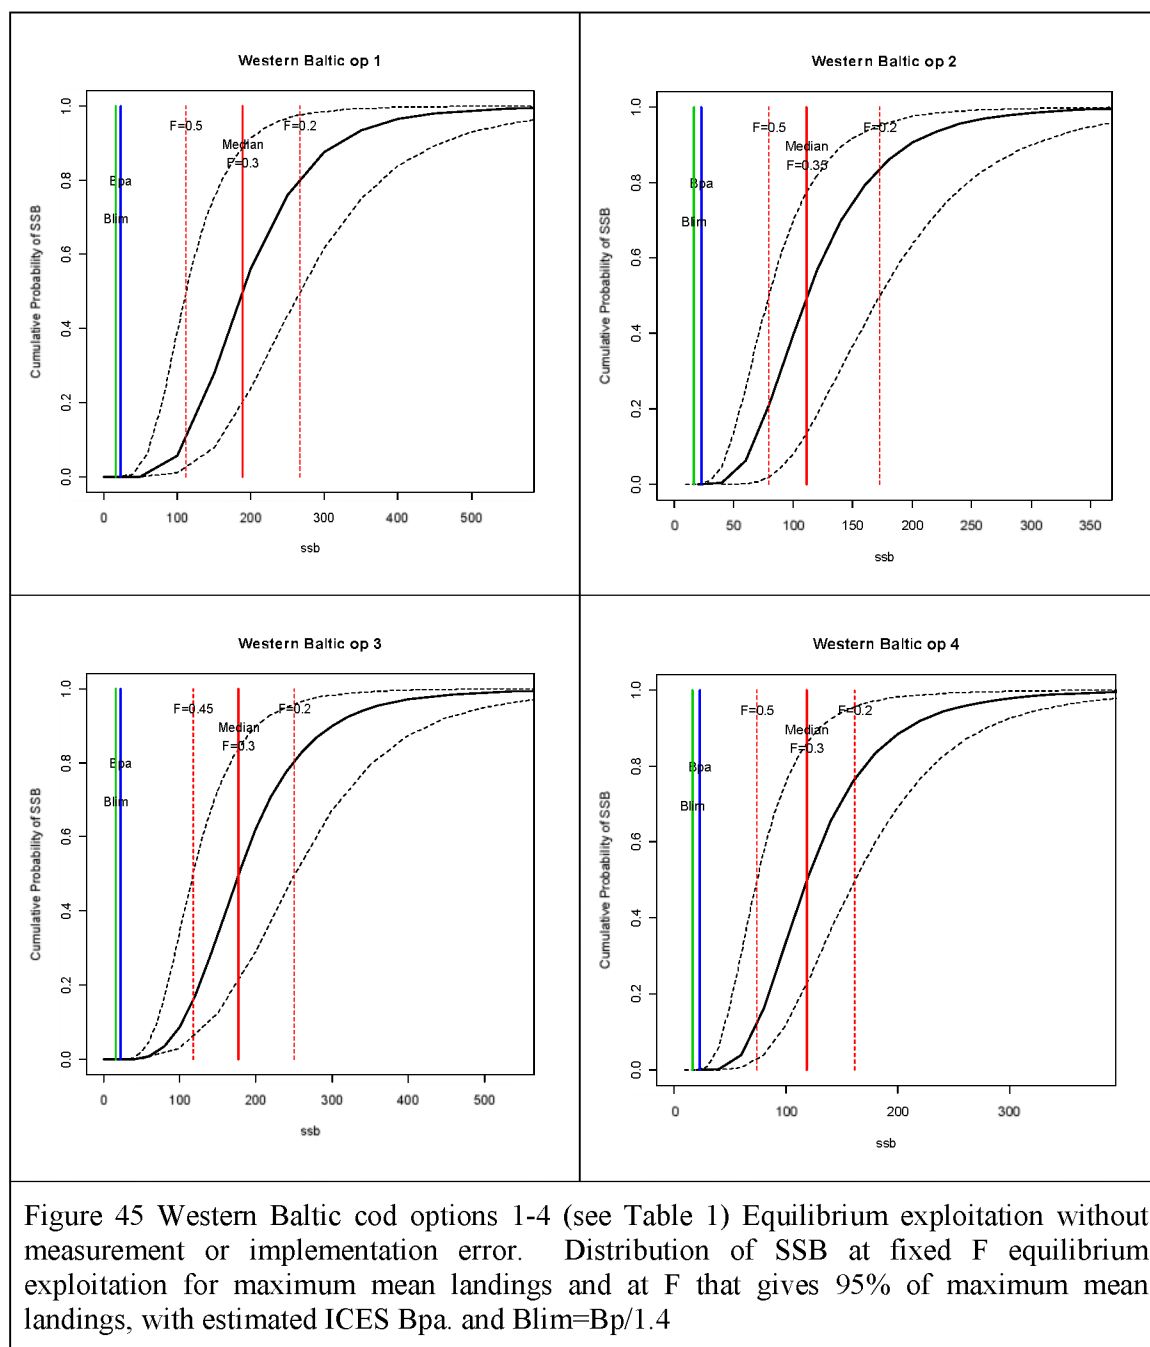 Western Baltic op 1
Cumulative Probability of SSB
0.0 0.2 0.4 0.6 0.8 1.0
F=0.5
F=0.2
Median
F=0.3
Bpa
Blim
0 100 200 300 400 500
ssb
Western Baltic op 2
Cumulative Probability of SSB
0.0 0.2 0.4 0.6 0.8 1.0
F=0.5
F=0.2
Median
F=0.35
Bpa
Blim
0 50 100 150 200 250 300 350
ssb
Western Baltic op 3
Cumulative Probability of SSB
0.0 0.2 0.4 0.6 0.8 1.0
F=0.45
F=0.2
Median
F=0.3
Bpa
Blim
0 100 200 300 400 500
ssb
Western Baltic op 4
Cumulative Probability of SSB
0.0 0.2 0.4 0.6 0.8 1.0
F=0.5
F=0.2
Median
F=0.3
Bpa
Blim
0 100 200 300
ssb
Figure 45 Western Baltic cod options 1-4 (see Table 1) Equilibrium exploitation without
measurement or implementation error. Distribution of SSB at fixed F equilibrium
exploitation for maximum mean landings and at F that gives 95% of maximum mean
landings, with estimated ICES Bpa. and Blim=Bp/1.4